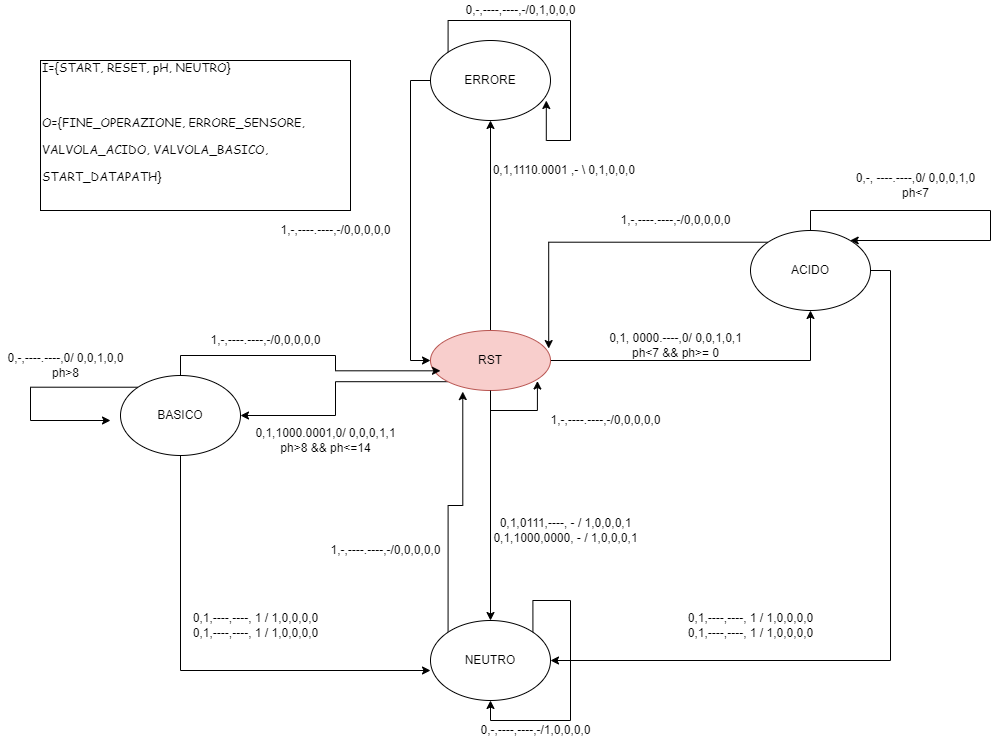 0,-,----,----,-/0,1,0,0,0
I={START, RESET, pH, NEUTRO}
O={FINE_OPERAZIONE, ERRORE_SENSORE,
VALVOLA_ACIDO, VALVOLA_BASICO,
START_DATAPATH}
ERRORE
0,1,1110.0001 ,- \ 0,1,0,0,0
0,-, ----.----,0/ 0,0,0,1,0
ph<7
1,-,----.----,-/0,0,0,0,0
1,-,----.----,-/0,0,0,0,0
ACIDO
1,-,----.----,-/0,0,0,0,0
0,1, 0000.----,0/ 0,0,1,0,1
ph<7 && ph>= 0
RST
0,-,----.----,0/ 0,0,1,0,0
ph>8
BASICO
0,1,1000.0001,0/ 0,0,0,1,1
ph>8 && ph<=14
1,-,----.----,-/0,0,0,0,0
0,1,0111,----, - / 1,0,0,0,1
0,1,1000,0000, - / 1,0,0,0,1
1,-,----.----,-/0,0,0,0,0
0,1,----,----, 1 / 1,0,0,0,0
0,1,----,----, 1 / 1,0,0,0,0
0,1,----,----, 1 / 1,0,0,0,0
0,1,----,----, 1 / 1,0,0,0,0
NEUTRO
0,-,----,----,-/1,0,0,0,0